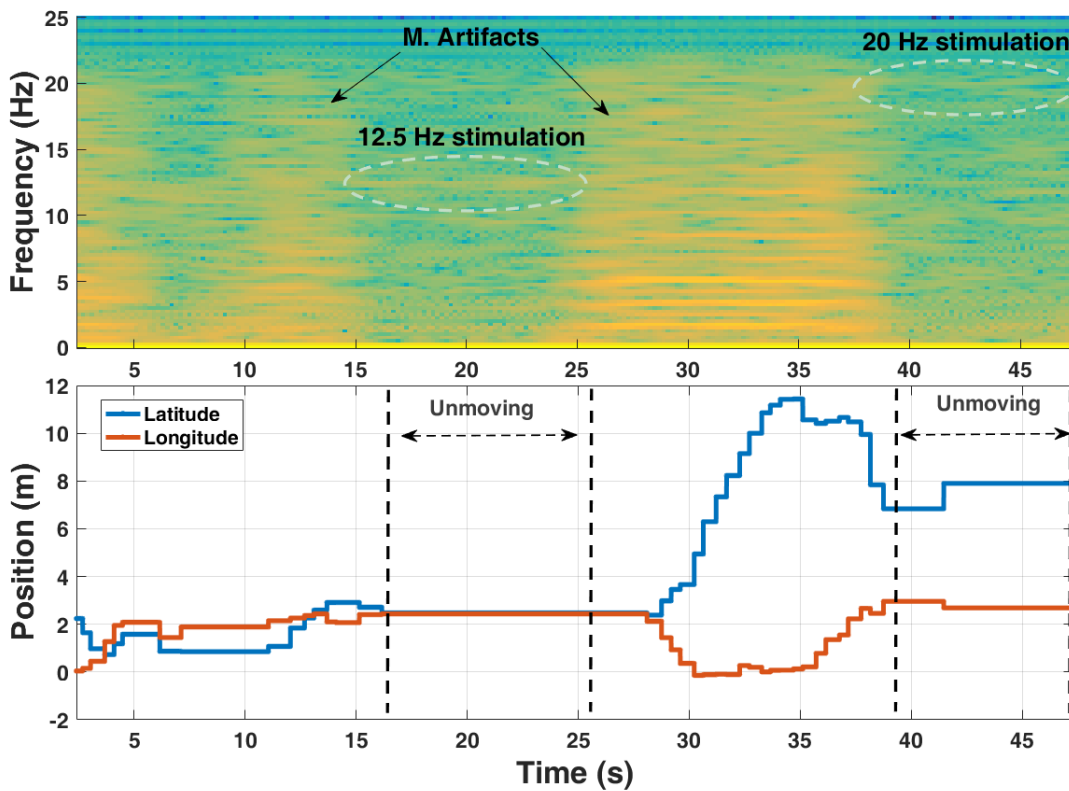 25
20
15
10
5
0
Frequency (Hz)
M. Artifacts
20 Hz stimulation
12.5 Hz stimulation
5 10 15 20 25 30 35 40 45
12
10
8
6
4
2
0
-2
Position (m)
Latitude
Longitude
Unmoving
Unmoving
5 10 15 20 25 30 35 40 45
Time (s)